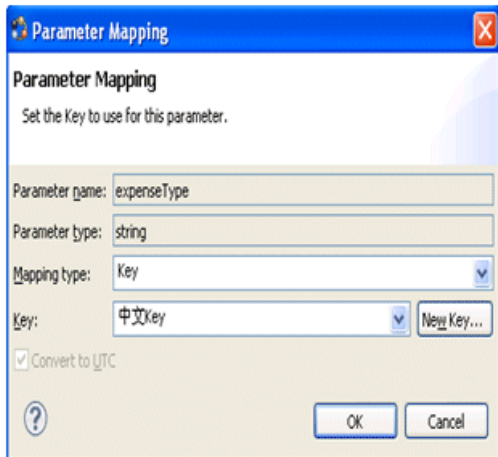 Parameter Mapping
Parameter Mapping
Set the Key to use for this parameter.
Parameter name: expenseType
Parameter type: string
Mapping type: Key
Key: 中文Key New Key...
Convert to UTC
?
OK Cancel